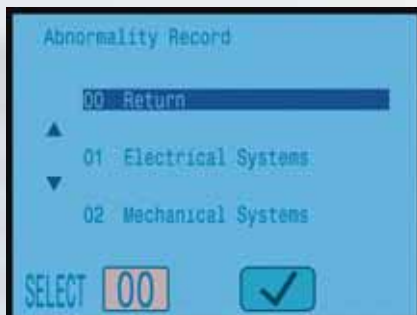 Abnormality Record
00 Return
01 Electrical Systems
02 Mechanical Systems
SELECT 00